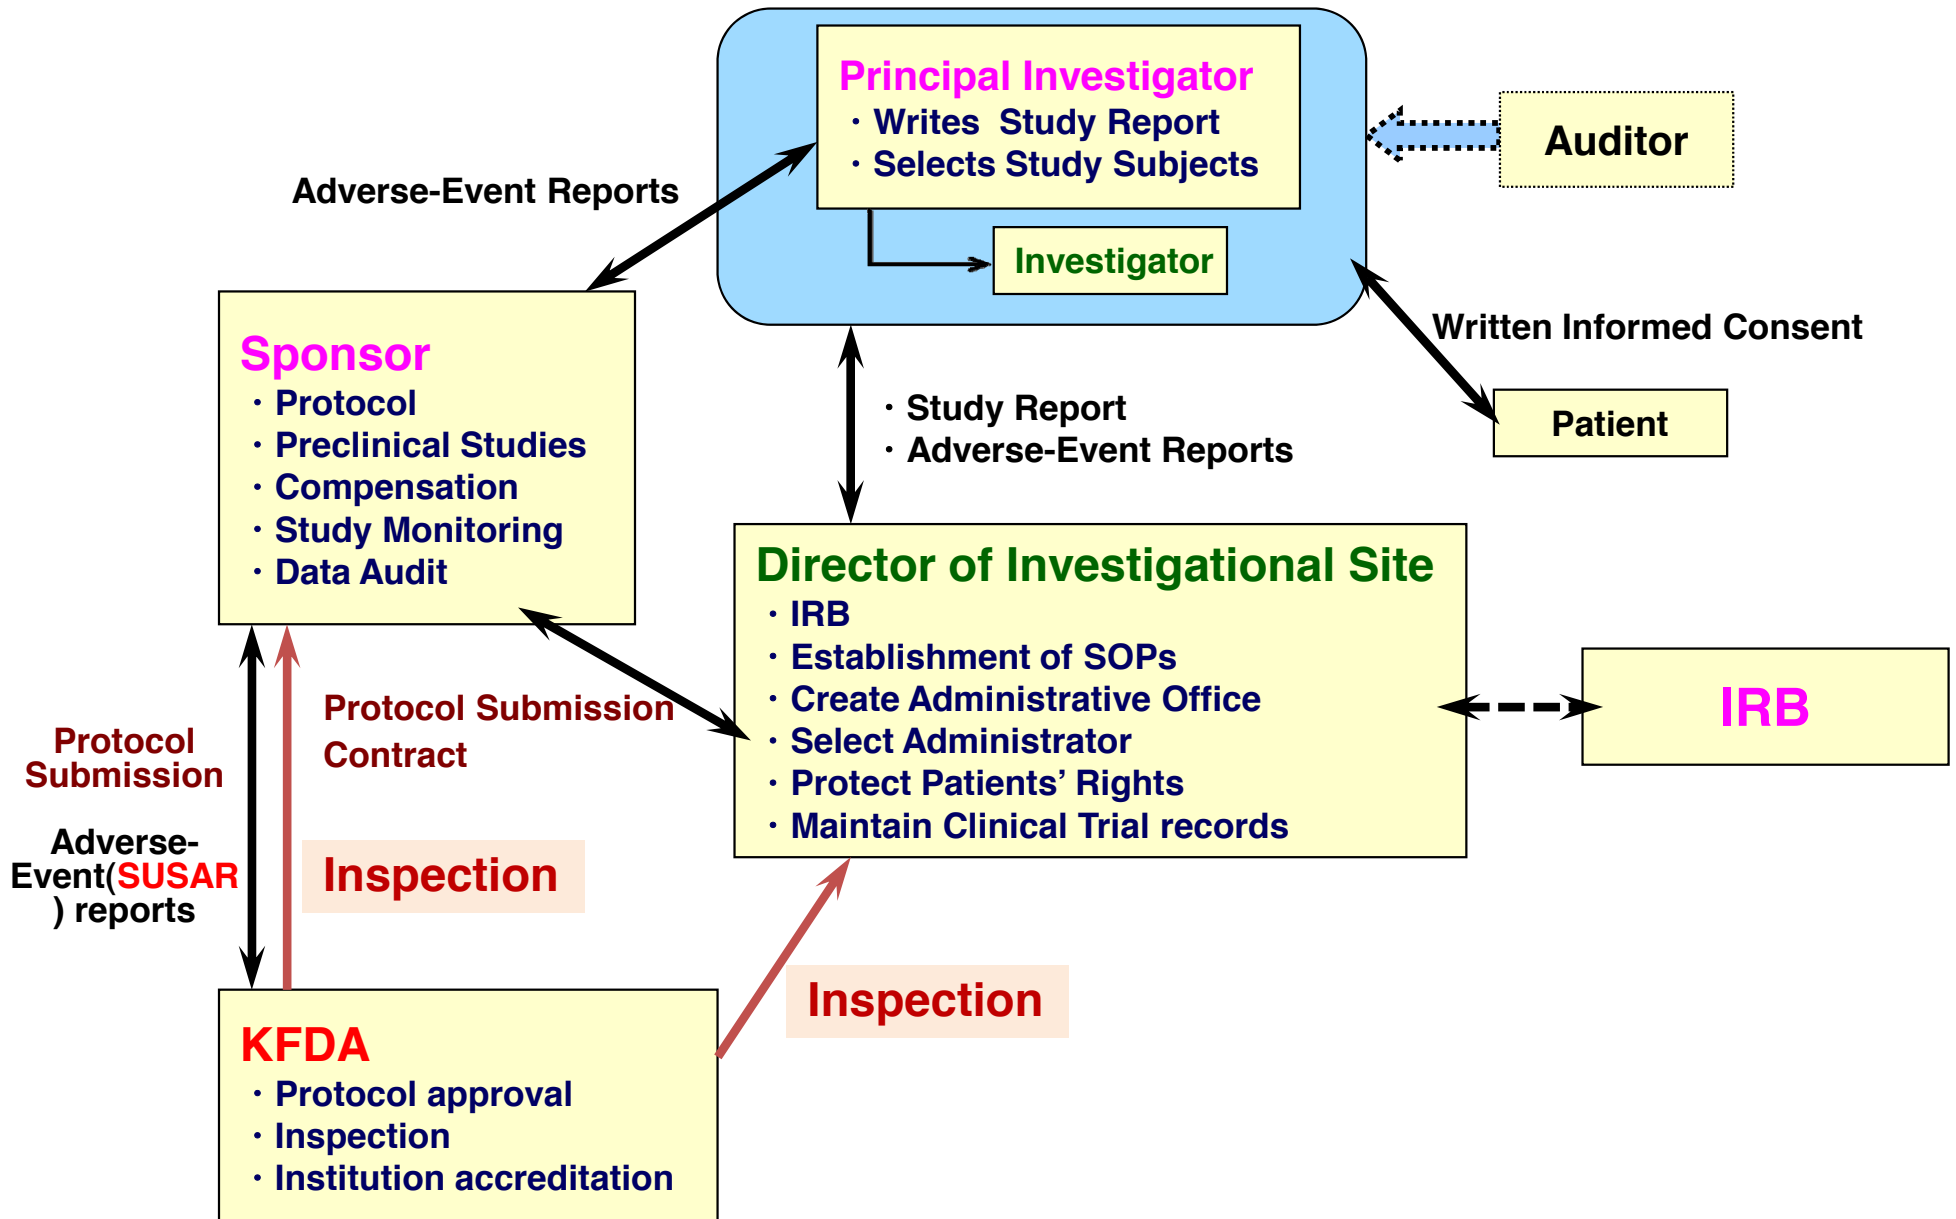 Principal Investigator
· Writes  Study Report
· Selects Study Subjects
Auditor
Adverse-Event Reports
Investigator
Written Informed Consent
Sponsor
· Protocol
· Preclinical Studies
· Compensation
· Study Monitoring
· Data Audit
· Study Report
· Adverse-Event Reports
Patient
Director of Investigational Site
· IRB
· Establishment of SOPs
· Create Administrative Office
· Select Administrator
· Protect Patients’ Rights
· Maintain Clinical Trial records
IRB
Protocol Submission
Contract
Protocol
Submission
Adverse-
Event(SUSAR
) reports
Inspection
Inspection
KFDA
· Protocol approval
· Inspection
· Institution accreditation